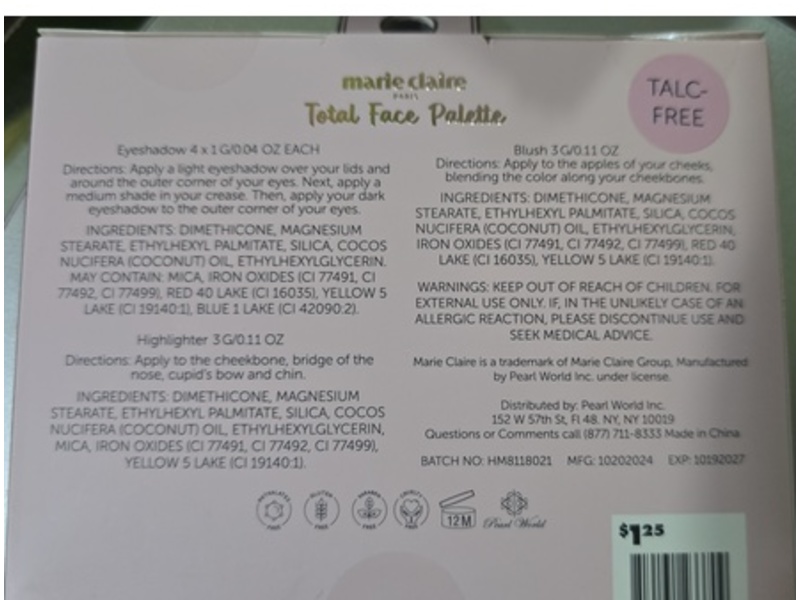 marie claire
PARIS
Total Face Palette
TALC-
FREE
Eyeshadow 4 x 1 G/0.04 OZ EACH
Directions: Apply a light eyeshadow over your lids and
around the outer corner of your eyes. Next, apply a
medium shade in your crease. Then, apply your dark
eyeshadow to the outer corner of your eyes.
INGREDIENTS: DIMETHICONE, MAGNESIUM
STEARATE, ETHYLHEXYL PALMITATE, SILICA, COCOS
NUCIFERA (COCONUT) OIL, ETHYLHEXYLGLYCERIN.
MAY CONTAIN: MICA, IRON OXIDES (CI 77491, CI
77492, CI 77499), RED 40 LAKE (CI 16035), YELLOW 5
LAKE (CI 19140:1), BLUE 1 LAKE (CI 42090:2).
Highlighter 3 G/0.11 OZ
Directions: Apply to the cheekbone, bridge of the
nose, cupid's bow and chin.
INGREDIENTS: DIMETHICONE, MAGNESIUM
STEARATE, ETHYLHEXYL PALMITATE, SILICA, COCOS
NUCIFERA (COCONUT) OIL, ETHYLHEXYLGLYCERIN,
MICA, IRON OXIDES (CI 77491, CI 77492, CI 77499),
YELLOW 5 LAKE (CI 19140:1).
Blush 3 G/0.11 OZ
Directions: Apply to the apples of your cheeks,
blending the color along your cheekbones.
INGREDIENTS: DIMETHICONE, MAGNESIUM
STEARATE, ETHYLHEXYL PALMITATE, SILICA, COCOS
NUCIFERA (COCONUT) OIL, ETHYLHEXYLGLYCERIN,
IRON OXIDES (CI 77491, CI 77492, CI 77499), RED 40
LAKE (CI 16035), YELLOW 5 LAKE (CI 19140:1).
WARNINGS: KEEP OUT OF REACH OF CHILDREN. FOR
EXTERNAL USE ONLY. IF, IN THE UNLIKELY CASE OF AN
ALLERGIC REACTION, PLEASE DISCONTINUE USE AND
SEEK MEDICAL ADVICE.
Marie Claire is a trademark of Marie Claire Group, Manufactured
by Pearl World Inc. under license.
Distributed by: Pearl World Inc.
152 W 57th St, Fl 48. NY, NY 10019
Questions or Comments call (877) 711-8333 Made in China
BATCH NO: HM8118021 MFG: 10202024 EXP: 10192027
PHTHALATES FREE
GLUTEN FREE
PARABEN FREE
CRUELTY FREE
12M
Pearl World
$1.25